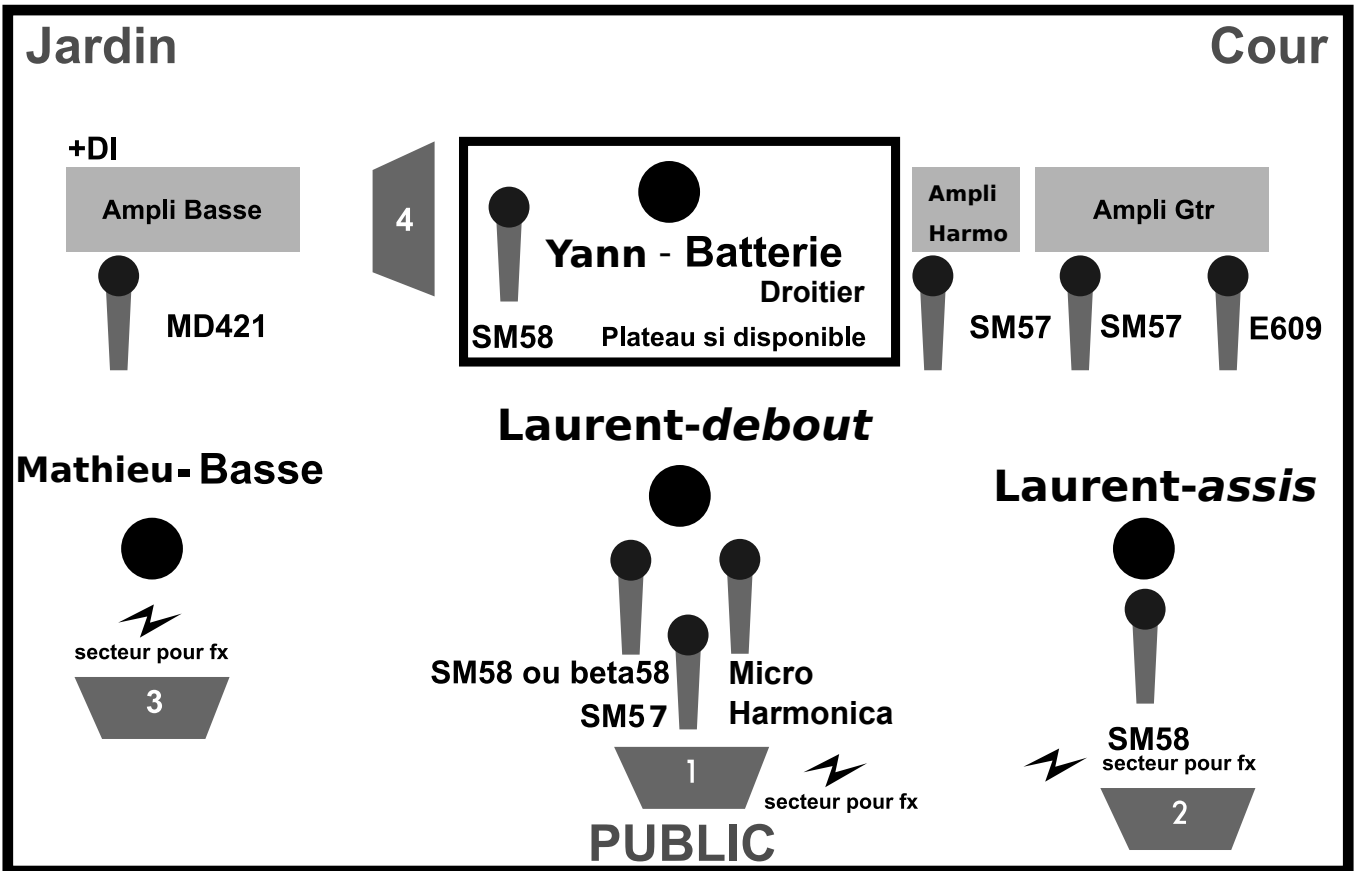 Jardin
Cour
+DI
Ampli Basse
4
Yann - Batterie
Droitier
SM58
Plateau si disponible
Ampli
Harmo
Ampli Gtr
MD421
SM57
SM57
E609
Laurent-debout
Mathieu-Basse
Laurent-assis
secteur pour fx
3
SM58 ou beta58
SM57
Micro
Harmonica
1
secteur pour fx
SM58
secteur pour fx
2
PUBLIC